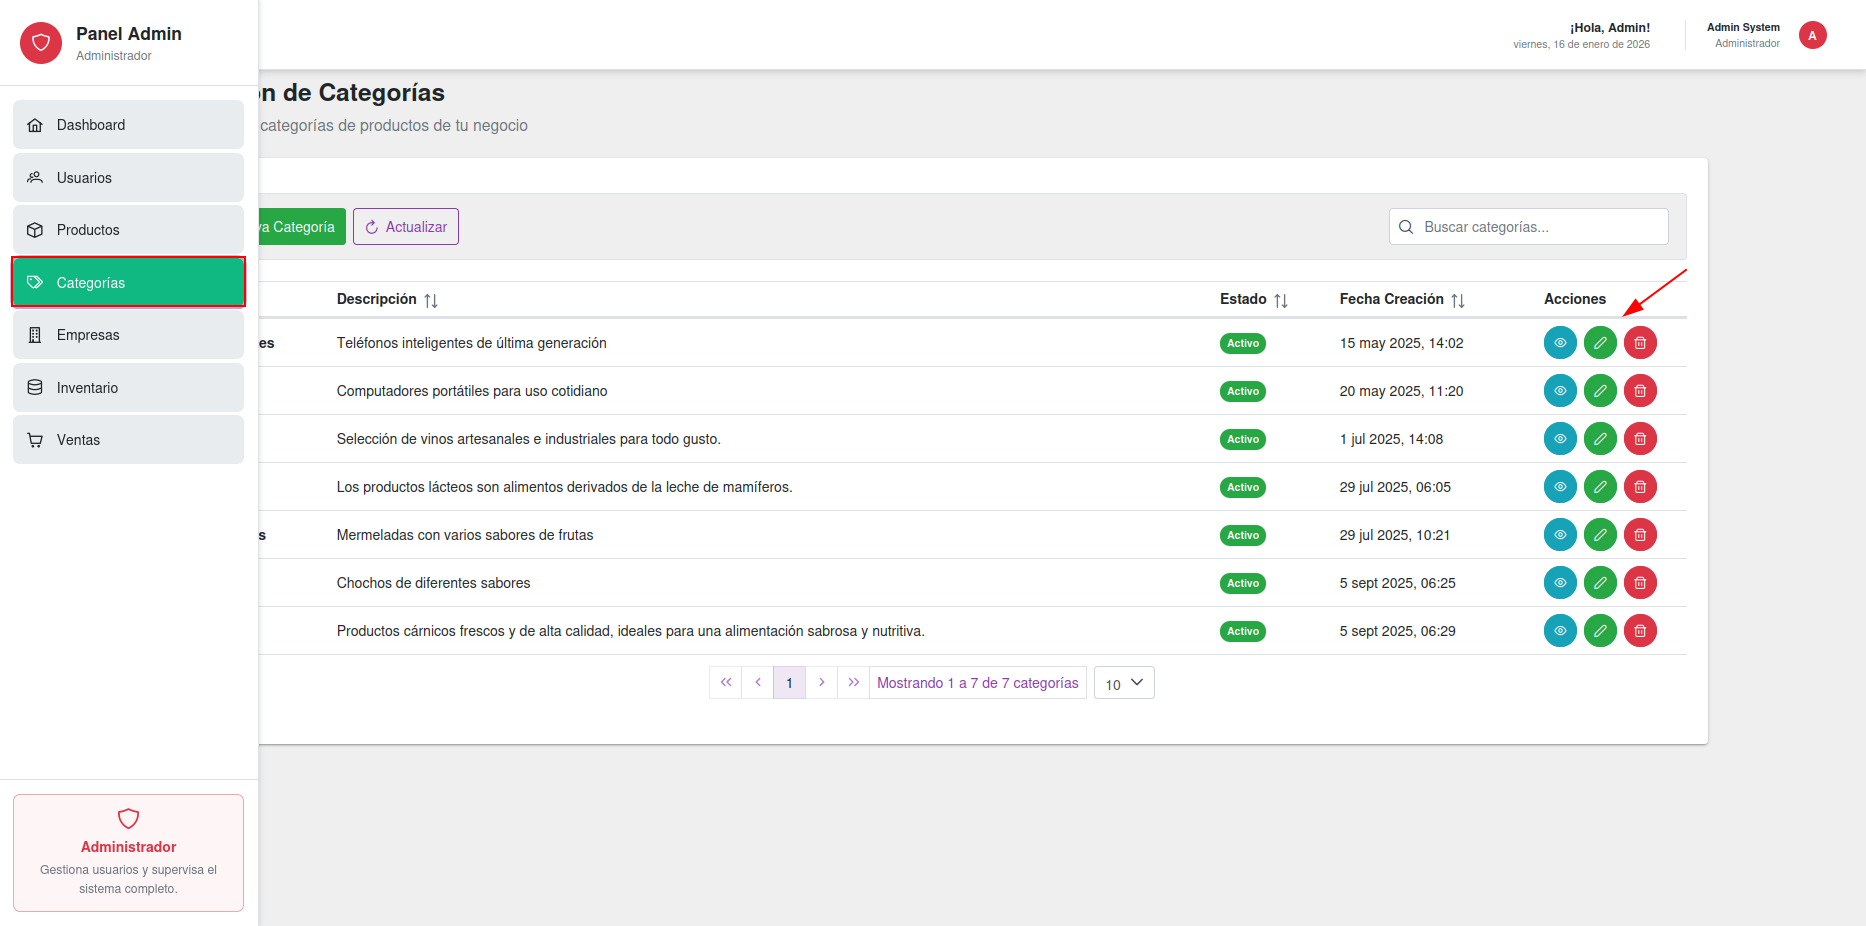 Panel Admin
Administrador
¡Hola, Admin!
viernes, 16 de enero de 2026
Admin System
Administrador
A
Dashboard
Usuarios
Productos
Categorías
Empresas
Inventario
Ventas
Administrador
Gestiona usuarios y supervisa el
sistema completo.
n de Categorías
categorías de productos de tu negocio
va Categoría
Actualizar
Buscar categorías...
Descripción Estado Fecha Creación Acciones
es Teléfonos inteligentes de última generación Activo 15 may 2025, 14:02
Computadores portátiles para uso cotidiano Activo 20 may 2025, 11:20
Selección de vinos artesanales e industriales para todo gusto. Activo 1 jul 2025, 14:08
Los productos lácteos son alimentos derivados de la leche de mamíferos. Activo 29 jul 2025, 06:05
s Mermeladas con varios sabores de frutas Activo 29 jul 2025, 10:21
Chochos de diferentes sabores Activo 5 sept 2025, 06:25
Productos cárnicos frescos y de alta calidad, ideales para una alimentación sabrosa y nutritiva. Activo 5 sept 2025, 06:29
1 Mostrando 1 a 7 de 7 categorías 10